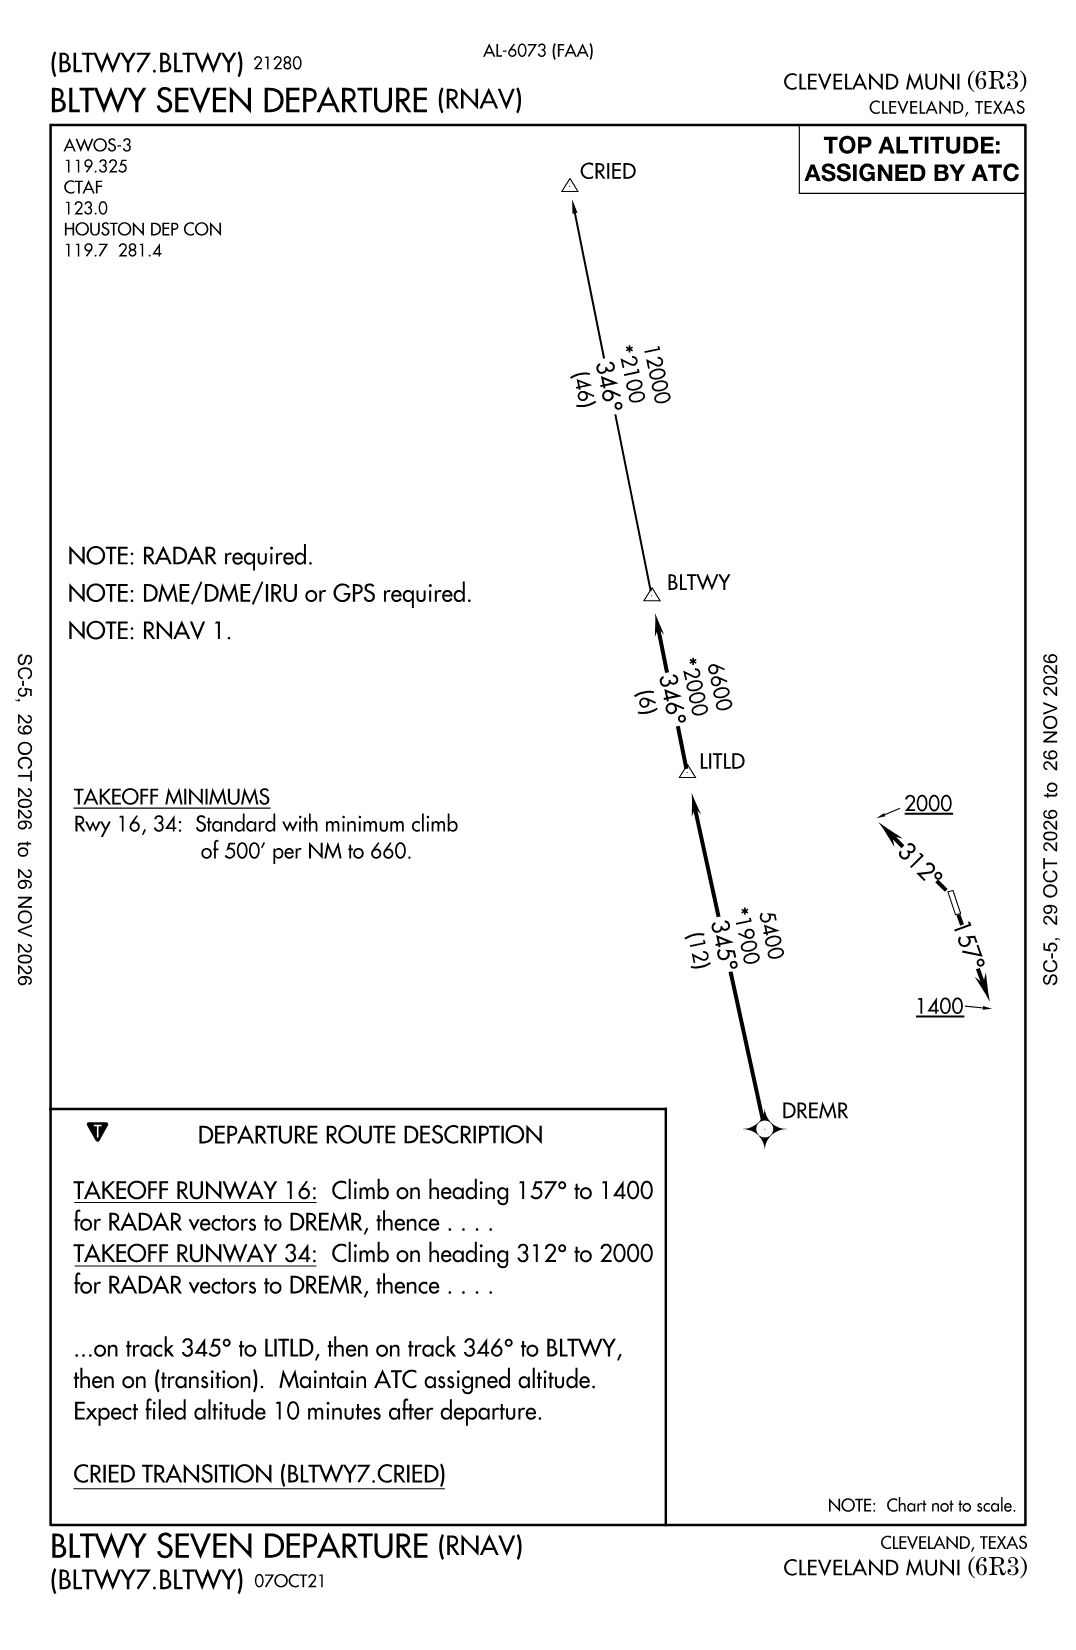 AL-6073 (FAA)
(BLTWY7.BLTWY) 21280
BLTWY SEVEN DEPARTURE (RNAV)
CLEVELAND MUNI (6R3)
CLEVELAND, TEXAS
AWOS-3
119.325
CTAF
123.0
HOUSTON DEP CON
119.7 281.4
TOP ALTITUDE:
ASSIGNED BY ATC
CRIED
12000
*2100
346°
(46)
NOTE: RADAR required.
NOTE: DME/DME/IRU or GPS required.
NOTE: RNAV 1.
BLTWY
6600
*2000
346°
(6)
LITLD
TAKEOFF MINIMUMS
Rwy 16, 34: Standard with minimum climb
of 500' per NM to 660.
2000
312°
157°
1400
5400
*1900
345°
(12)
DREMR
SC-5, 29 OCT 2026 to 26 NOV 2026
SC-5, 29 OCT 2026 to 26 NOV 2026
T
DEPARTURE ROUTE DESCRIPTION
TAKEOFF RUNWAY 16: Climb on heading 157° to 1400
for RADAR vectors to DREMR, thence . . . .
TAKEOFF RUNWAY 34: Climb on heading 312° to 2000
for RADAR vectors to DREMR, thence . . . .
...on track 345° to LITLD, then on track 346° to BLTWY,
then on (transition). Maintain ATC assigned altitude.
Expect filed altitude 10 minutes after departure.
CRIED TRANSITION (BLTWY7.CRIED)
NOTE: Chart not to scale.
BLTWY SEVEN DEPARTURE (RNAV)
(BLTWY7.BLTWY) 07OCT21
CLEVELAND, TEXAS
CLEVELAND MUNI (6R3)